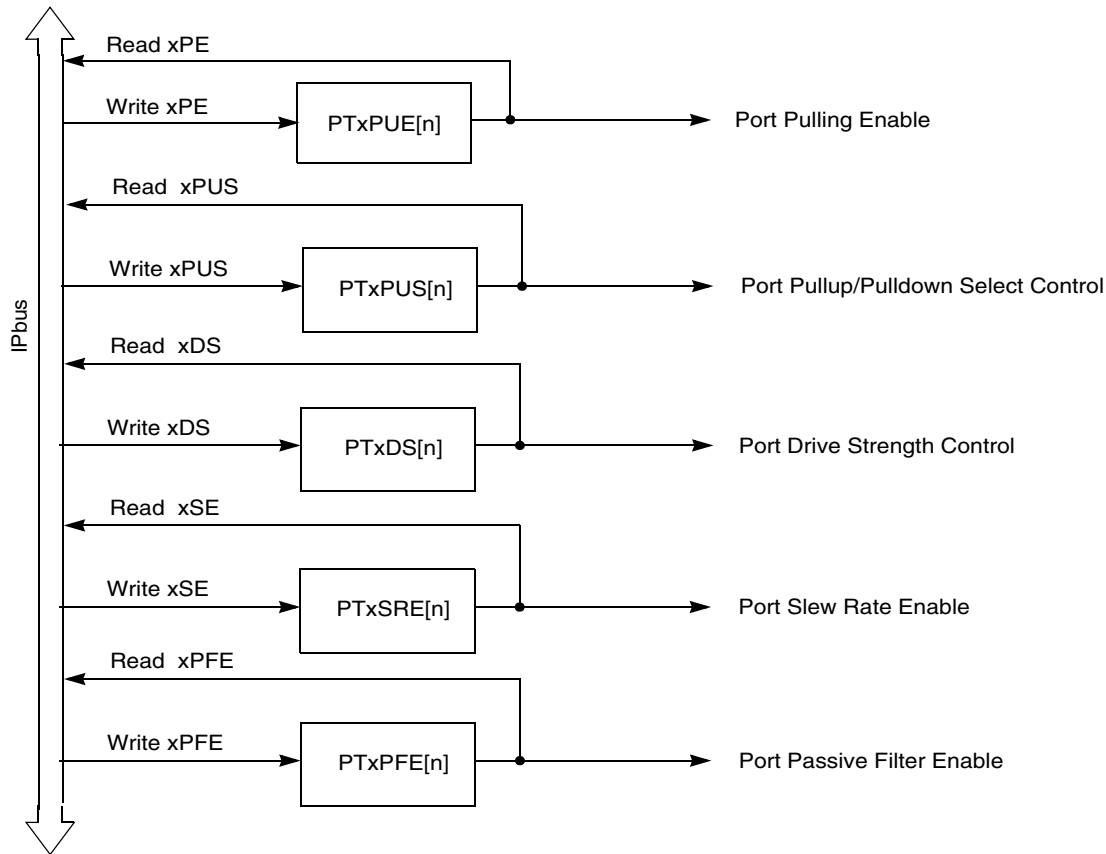 Read xPE
Write xPE
PTxPUE[n]
Port Pulling Enable
Read xPUS
Write xPUS
PTxPUS[n]
Port Pullup/Pulldown Select Control
IPbus
Read xDS
Write xDS
PTxDS[n]
Port Drive Strength Control
Read xSE
Write xSE
PTxSRE[n]
Port Slew Rate Enable
Read xPFE
Write xPFE
PTxPFE[n]
Port Passive Filter Enable